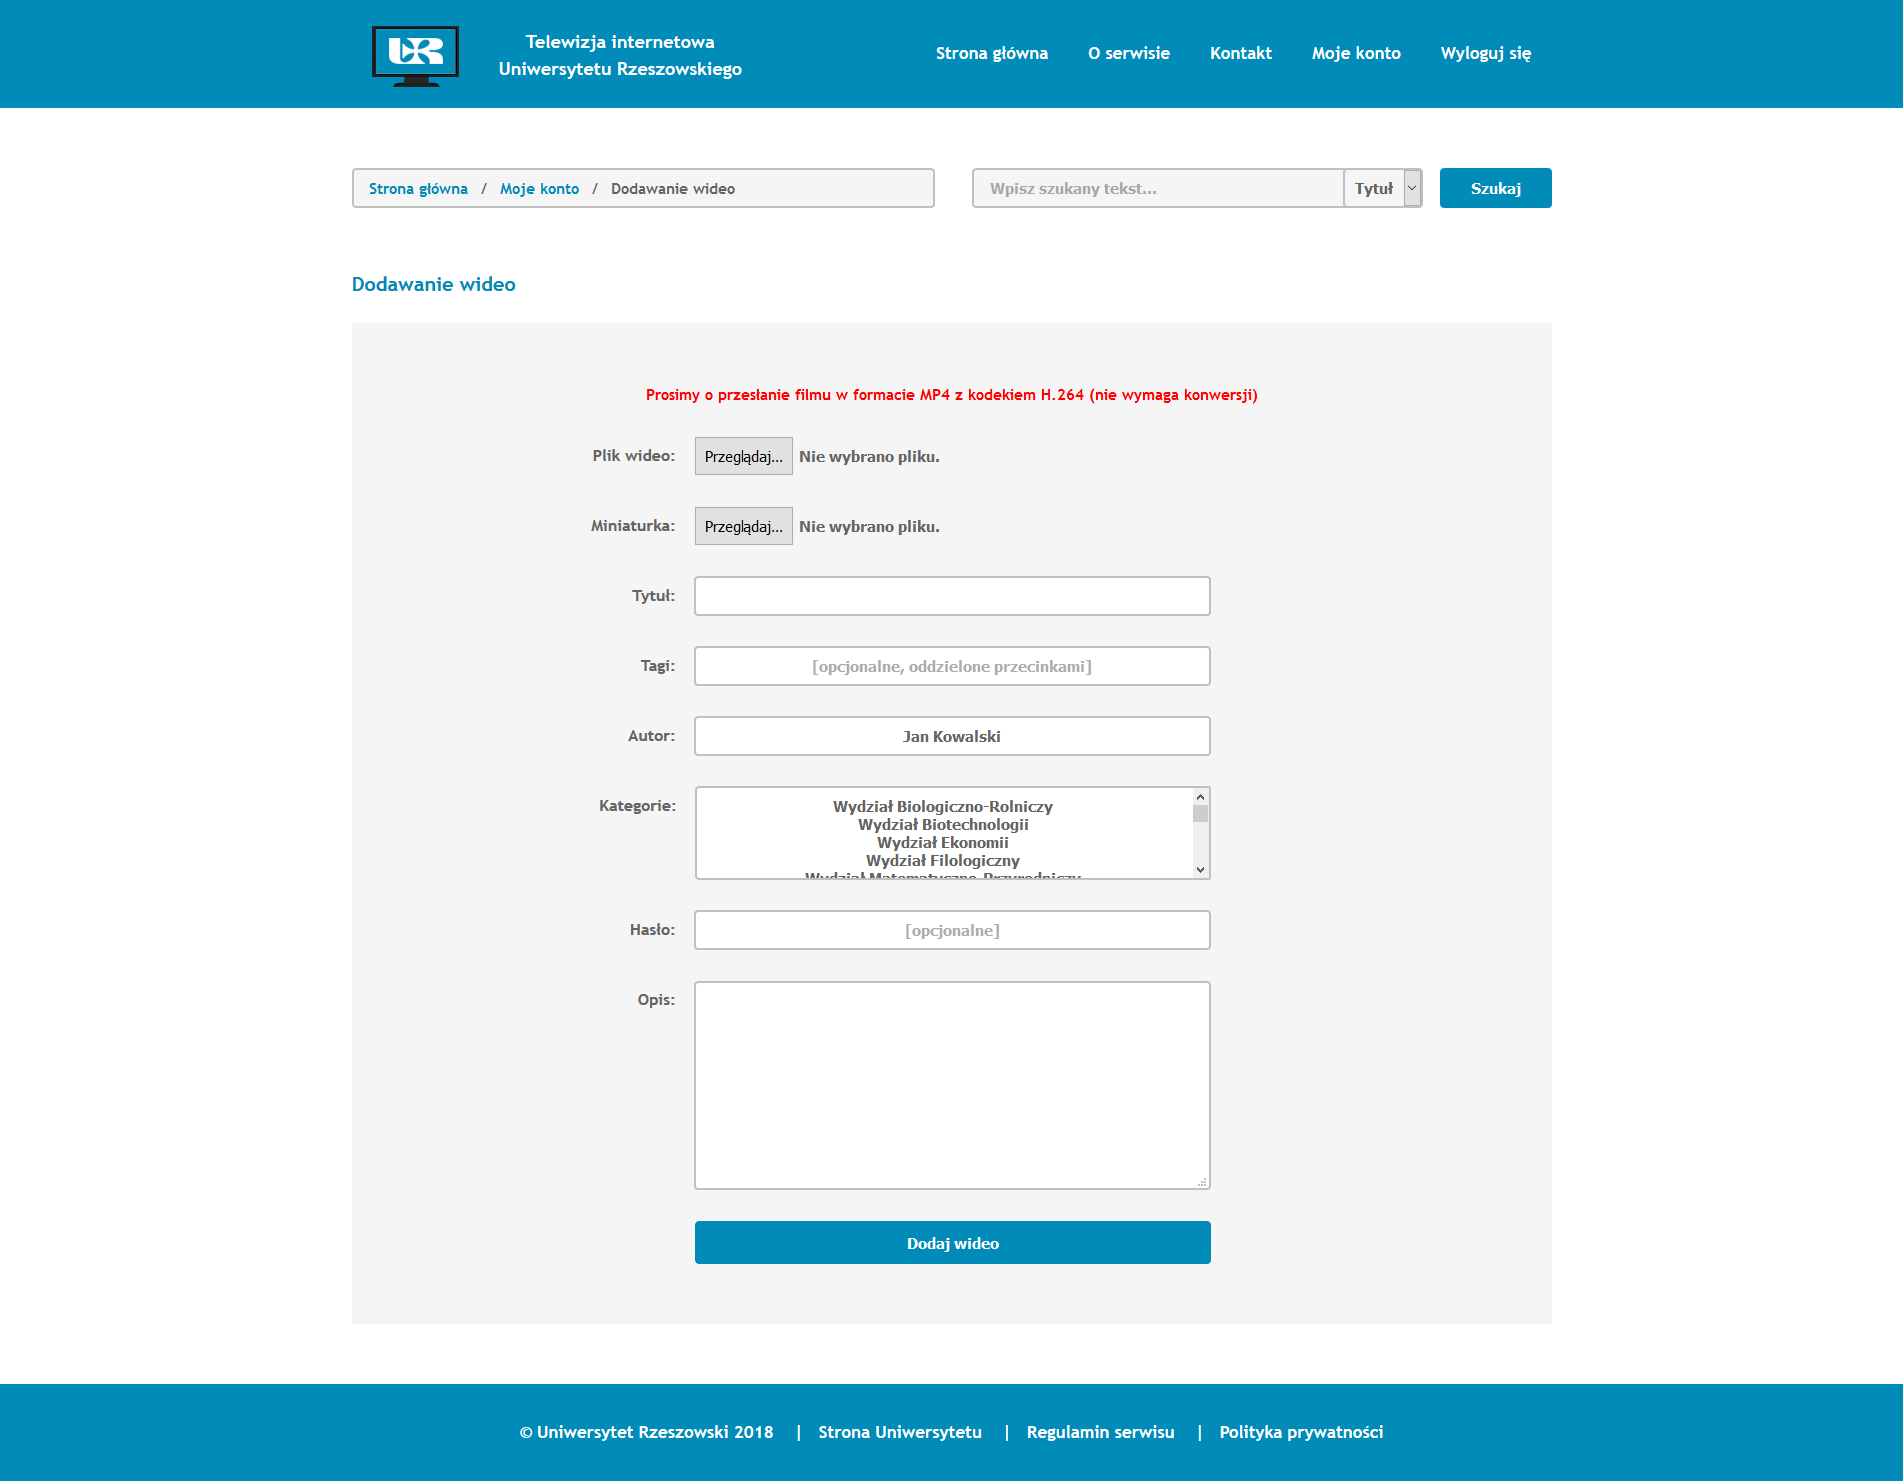 UR
Telewizja internetowa
Uniwersytetu Rzeszowskiego
Strona główna
O serwisie
Kontakt
Moje konto
Wyloguj się
Strona główna / Moje konto / Dodawanie wideo
Wpisz szukany tekst...
Tytuł
Szukaj
Dodawanie wideo
Prosimy o przesłanie filmu w formacie MP4 z kodekiem H.264 (nie wymaga konwersji)
Plik wideo: Przeglądaj... Nie wybrano pliku.
Miniaturka: Przeglądaj... Nie wybrano pliku.
Tytuł:
Tagi: [opcjonalne, oddzielone przecinkami]
Autor: Jan Kowalski
Kategorie: Wydział Biologiczno-Rolniczy
Wydział Biotechnologii
Wydział Ekonomii
Wydział Filologiczny
Wydział Matematyczno-Przyrodniczy
Hasło: [opcjonalne]
Opis:
Dodaj wideo
© Uniwersytet Rzeszowski 2018 | Strona Uniwersytetu | Regulamin serwisu | Polityka prywatności